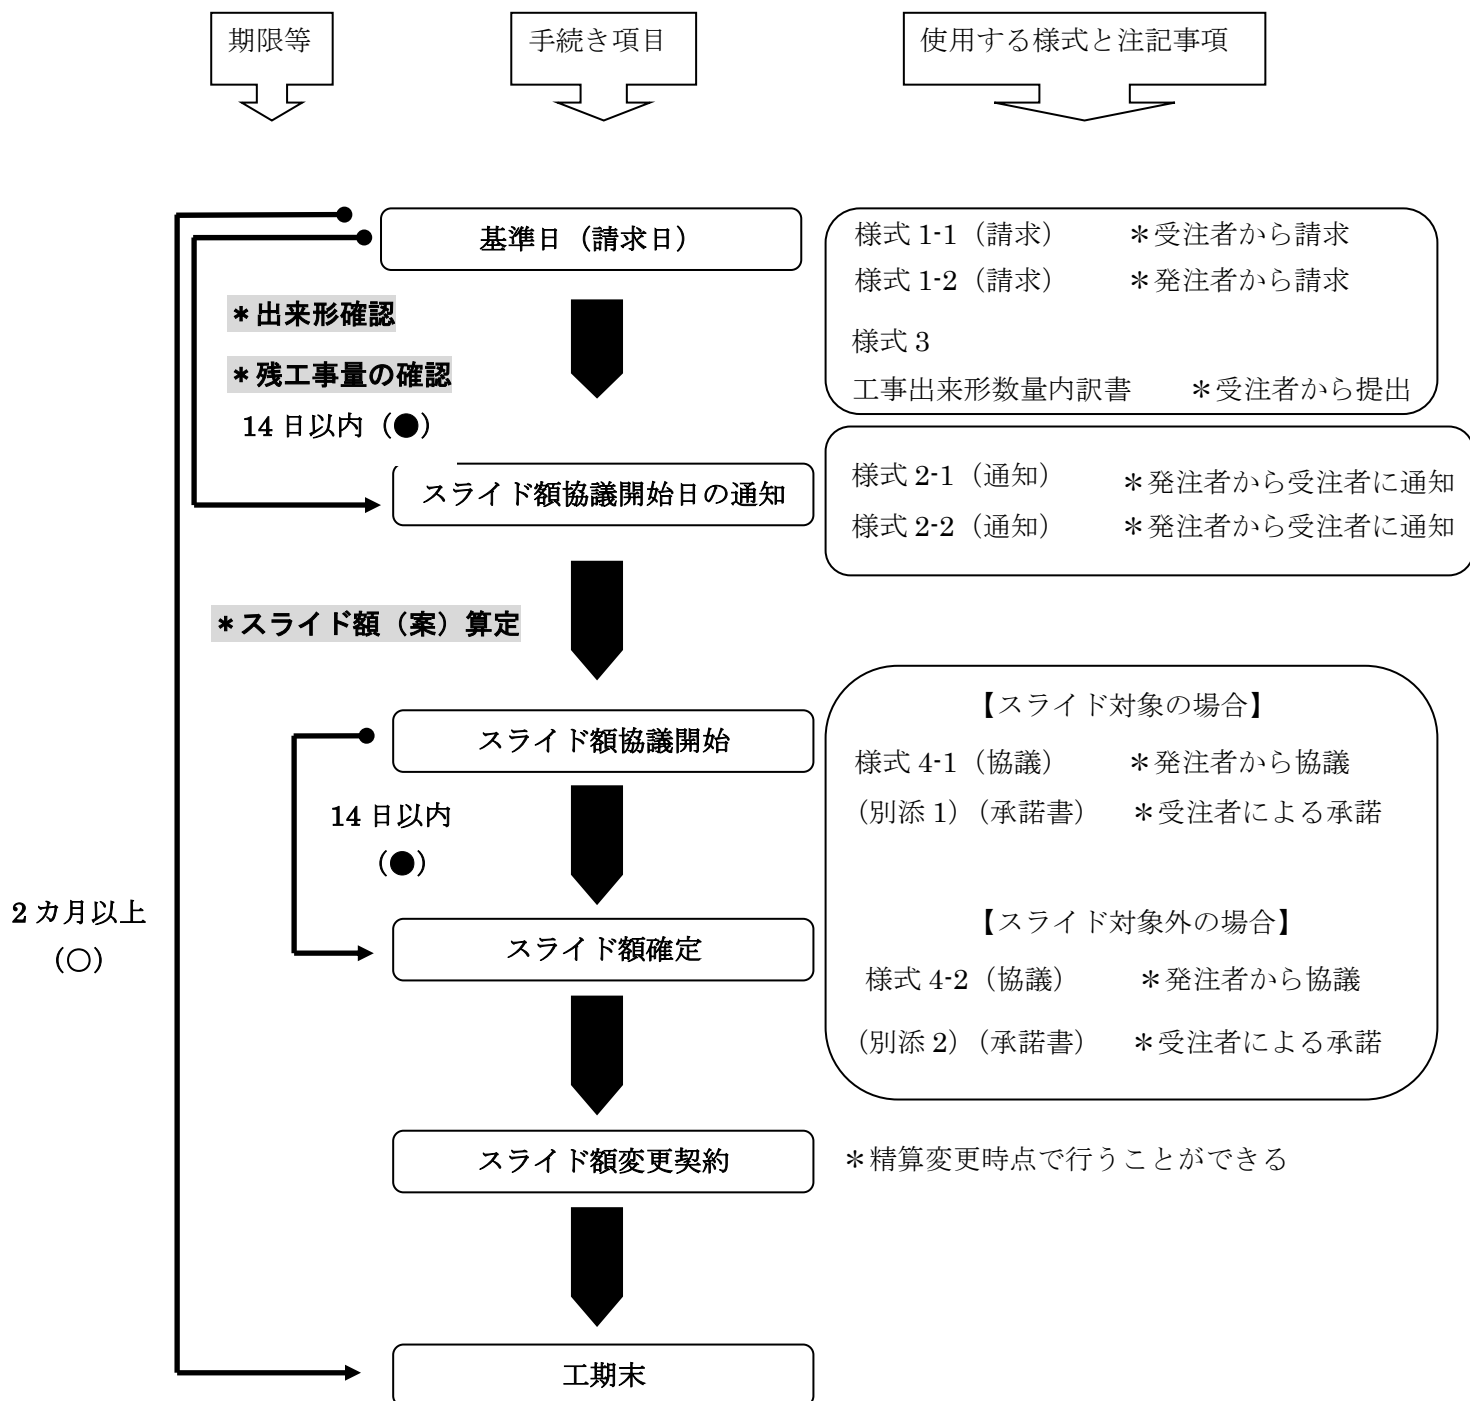 期限等
手続き項目
使用する様式と注記事項
基準日（請求日）
様式 1-1（請求）　＊受注者から請求
様式 1-2（請求）　＊発注者から請求
様式 3
工事出来形数量内訳書　＊受注者から提出
＊出来形確認
＊残工事量の確認
14 日以内（●）
スライド額協議開始日の通知
様式 2-1（通知）　＊発注者から受注者に通知
様式 2-2（通知）　＊発注者から受注者に通知
＊スライド額（案）算定
スライド額協議開始
【スライド対象の場合】
様式 4-1（協議）　＊発注者から協議
（別添 1）（承諾書）　＊受注者による承諾
14 日以内
（●）
2 カ月以上
（○）
スライド額確定
【スライド対象外の場合】
様式 4-2（協議）　＊発注者から協議
（別添 2）（承諾書）　＊受注者による承諾
スライド額変更契約
＊精算変更時点で行うことができる
工期末